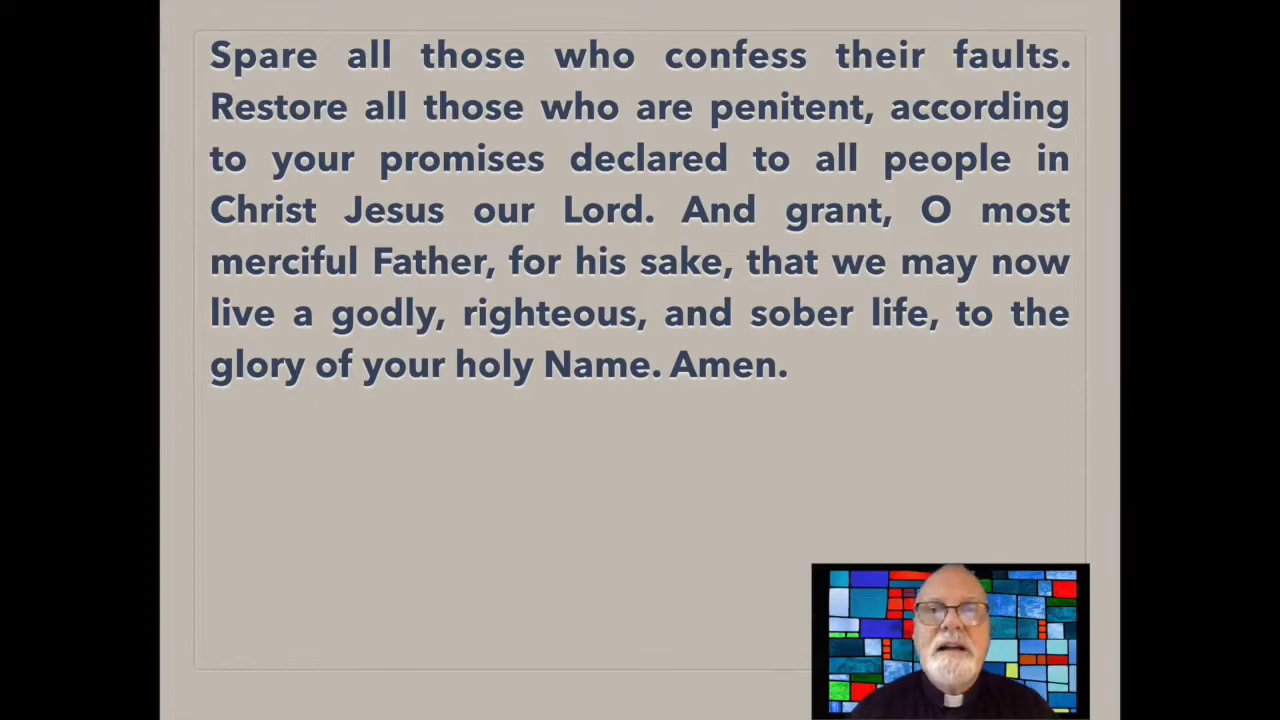 Spare all those who confess their faults.
Restore all those who are penitent, according
to your promises declared to all people in
Christ Jesus our Lord. And grant, O most
merciful Father, for his sake, that we may now
live a godly, righteous, and sober life, to the
glory of your holy Name. Amen.